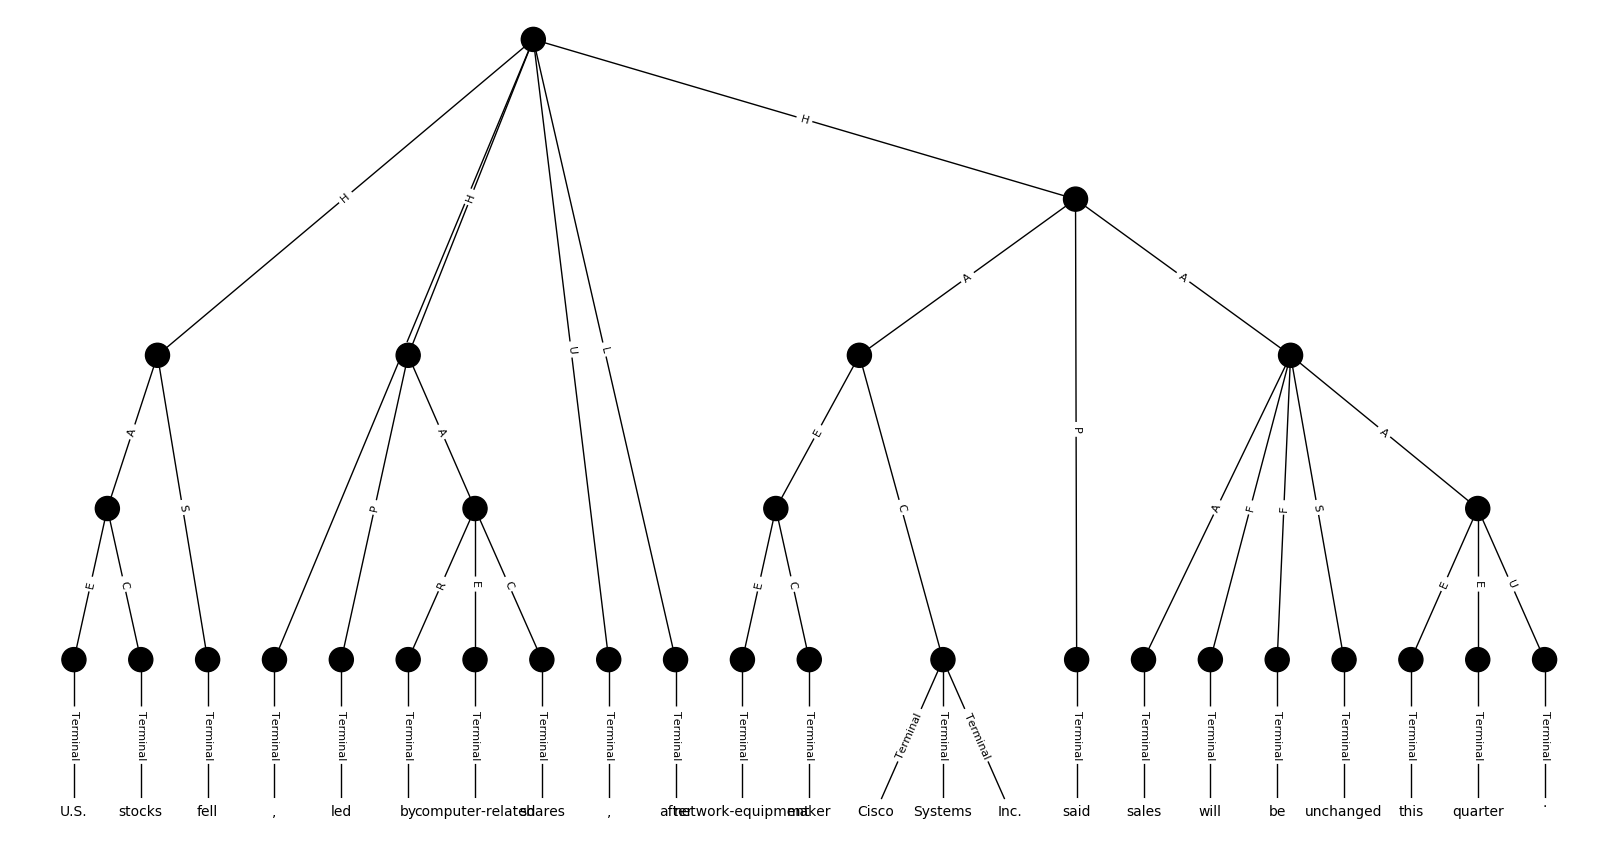 H
H
H
A A
U L
A A E P A
S P C A F F S
E C R E C E C E E U
Terminal Terminal Terminal Terminal Terminal Terminal Terminal Terminal Terminal Terminal Terminal Terminal Terminal Terminal Terminal Terminal Terminal Terminal Terminal Terminal Terminal Terminal Terminal
U.S. stocks fell , led by computer-related shares , after network-equipment maker Cisco Systems Inc. said sales will be unchanged this quarter .